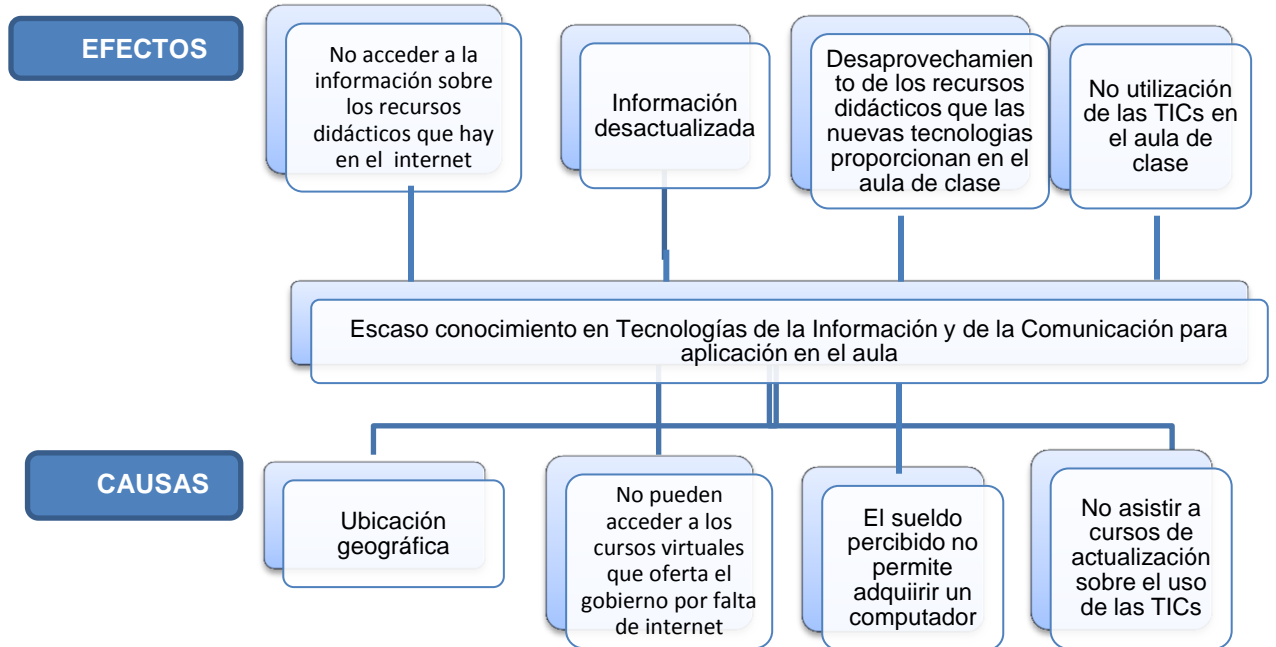 EFECTOS
No acceder a la
información sobre
los recursos
didácticos que hay
en el internet
Información
desactualizada
Desaprovechamien
to de los recursos
didácticos que las
nuevas tecnologias
proporcionan en el
aula de clase
No utilización
de las TICs en
el aula de
clase
Escaso conocimiento en Tecnologías de la Información y de la Comunicación para
aplicación en el aula
CAUSAS
Ubicación
geográfica
No pueden
acceder a los
cursos virtuales
que oferta el
gobierno por falta
de internet
El sueldo
percibido no
permite
adquiirir un
computador
No asistir a
cursos de
actualización
sobre el uso
de las TICs